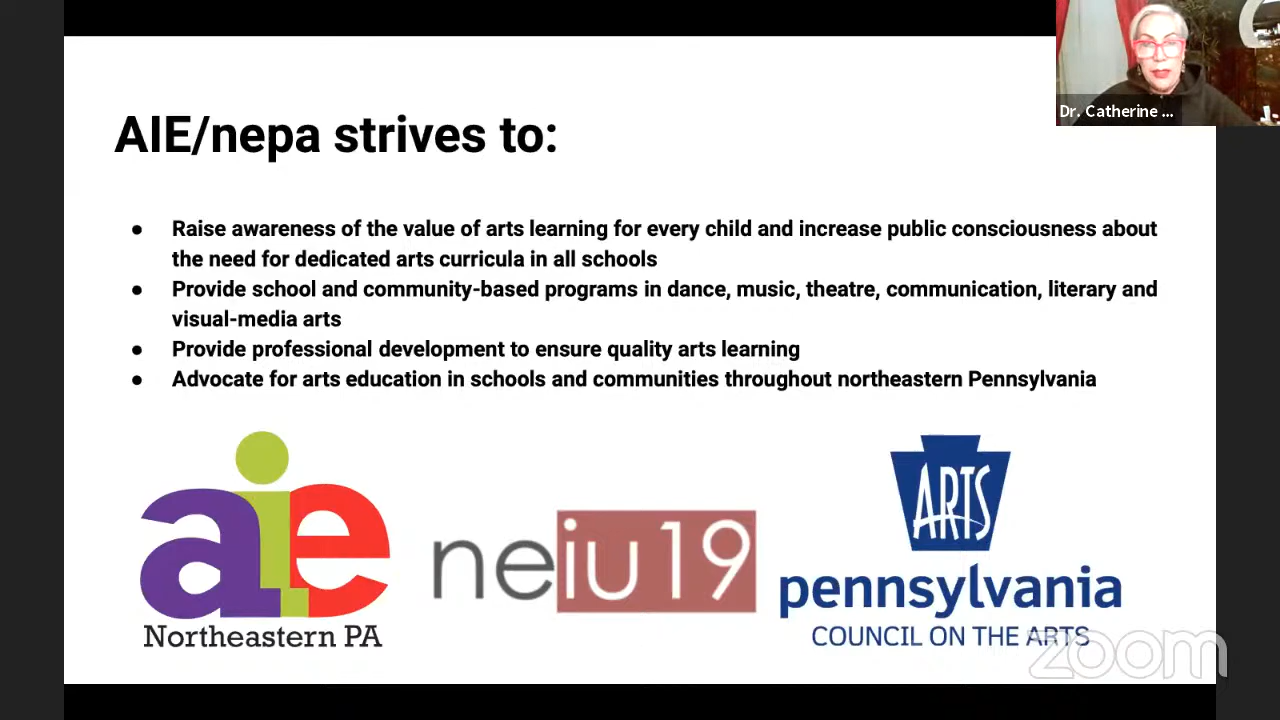 Dr. Catherine ...
AIE/nepa strives to:
● Raise awareness of the value of arts learning for every child and increase public consciousness about
the need for dedicated arts curricula in all schools
● Provide school and community-based programs in dance, music, theatre, communication, literary and
visual-media arts
● Provide professional development to ensure quality arts learning
● Advocate for arts education in schools and communities throughout northeastern Pennsylvania
aie
Northeastern PA
neiu19
ARTS
pennsylvania
COUNCIL ON THE ARTS
zoom